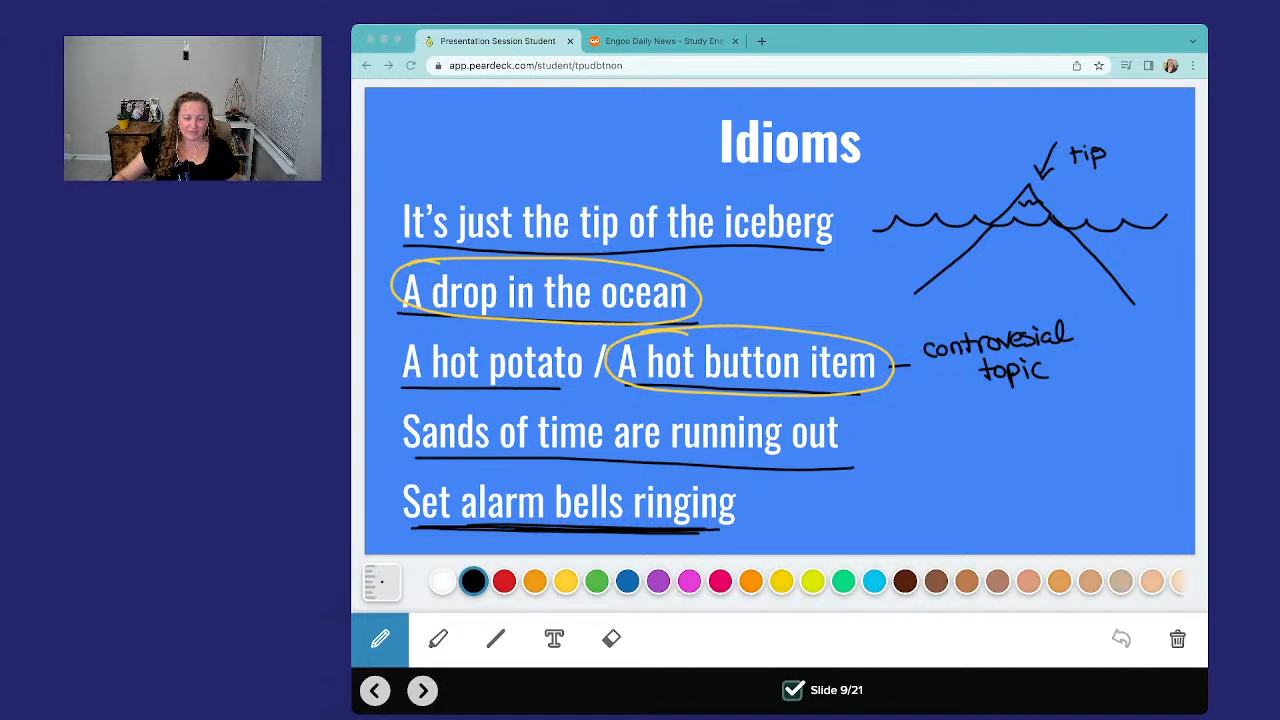 Presentation Session Student
Engoo Daily News - Study Eng
app.peardeck.com/student/tpudbtnon
Idioms
tip
It's just the tip of the iceberg
A drop in the ocean
A hot potato / A hot button item
controvesial
topic
Sands of time are running out
Set alarm bells ringing
T
Slide 9/21